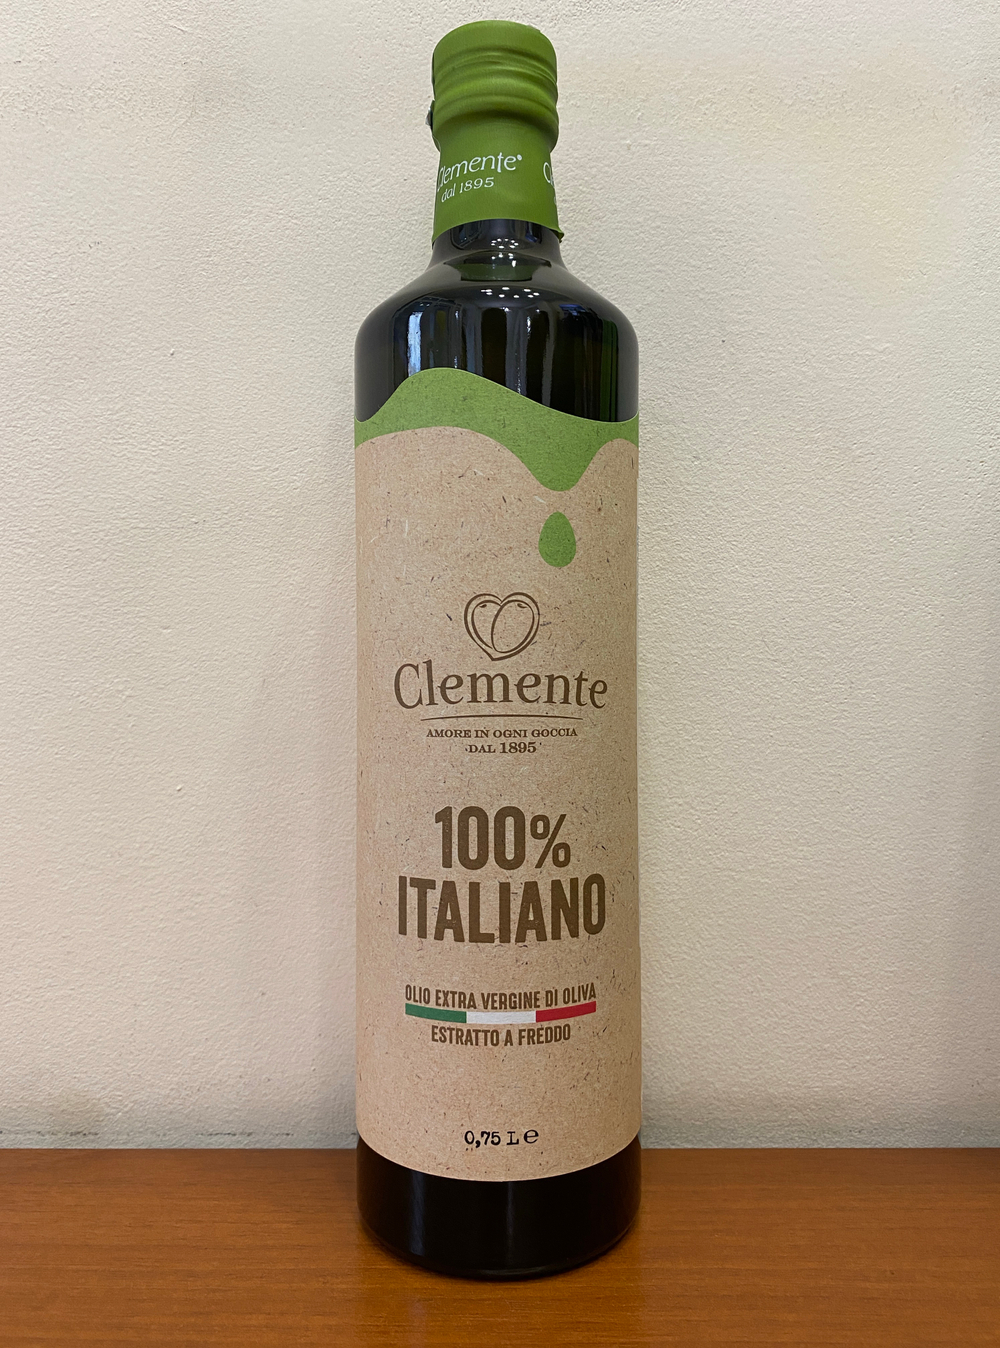 Clemente
dal 1895
Clemente
AMORE IN OGNI GOCCIA
DAL 1895
100%
ITALIANO
OLIO EXTRA VERGINE DI OLIVA
ESTRATTO A FREDDO
0,75 L ℮